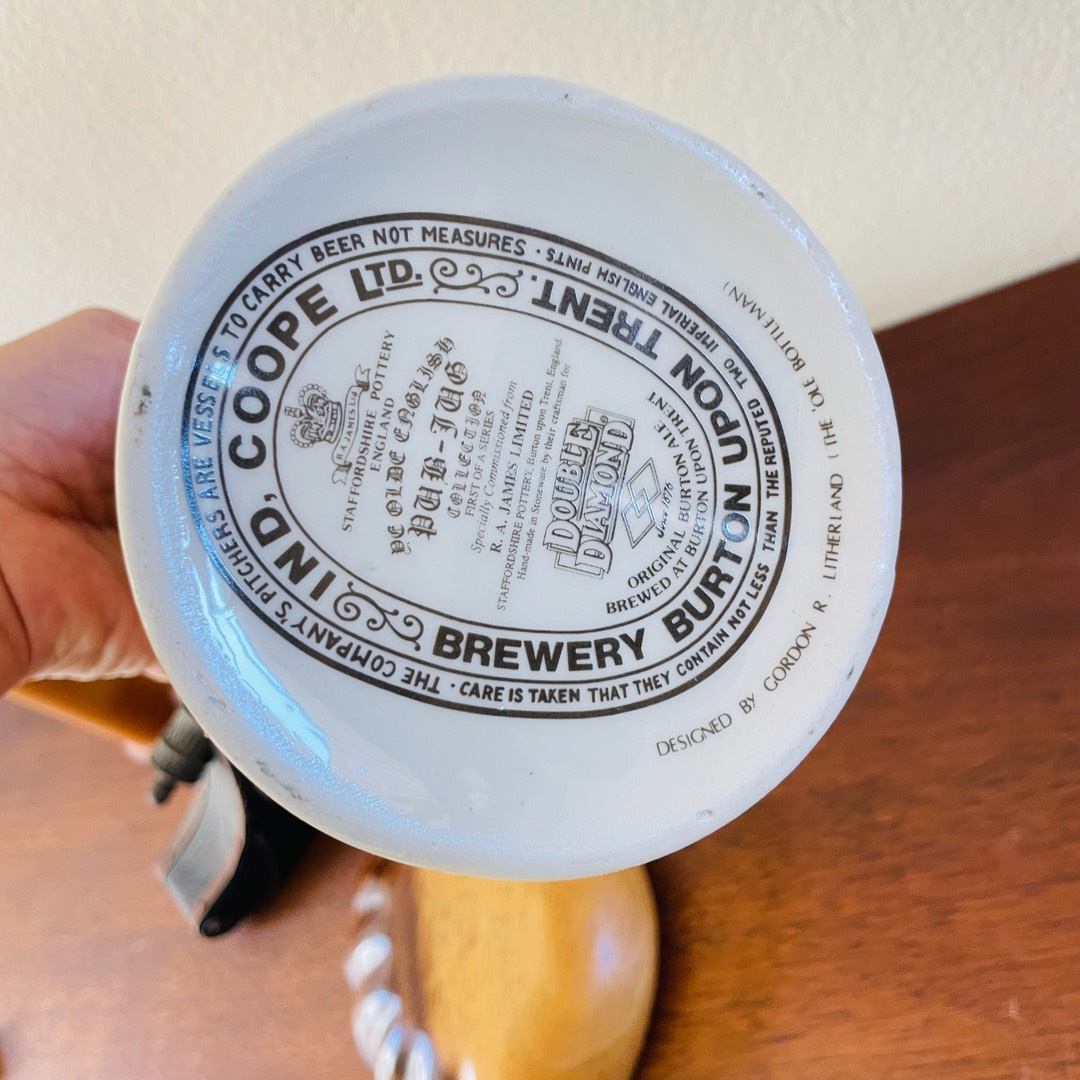 THE COMPANY'S PITCHERS ARE VESSELS TO CARRY BEER NOT MEASURES · CARE IS TAKEN THAT THEY CONTAIN NOT LESS THAN THE REPUTED TWO IMPERIAL ENGLISH PINTS ·
IND, COOPE LTD.
BREWERY BURTON UPON TRENT.
R.A. JAMES Ltd
STAFFORDSHIRE POTTERY
ENGLAND
YE OLDE ENGLISH
PUB-JUG
COLLECTION
FIRST OF A SERIES
Specially Commissioned from
R. A. JAMES LIMITED
STAFFORDSHIRE POTTERY, Burton upon Trent, England
Hand-made in Stoneware by their craftsman for
DOUBLE
DIAMOND
Since 1876
ORIGINAL BURTON ALE
BREWED AT BURTON UPON TRENT
DESIGNED BY GORDON R. LITHERLAND ( THE 'OLE BOTTLEMAN )